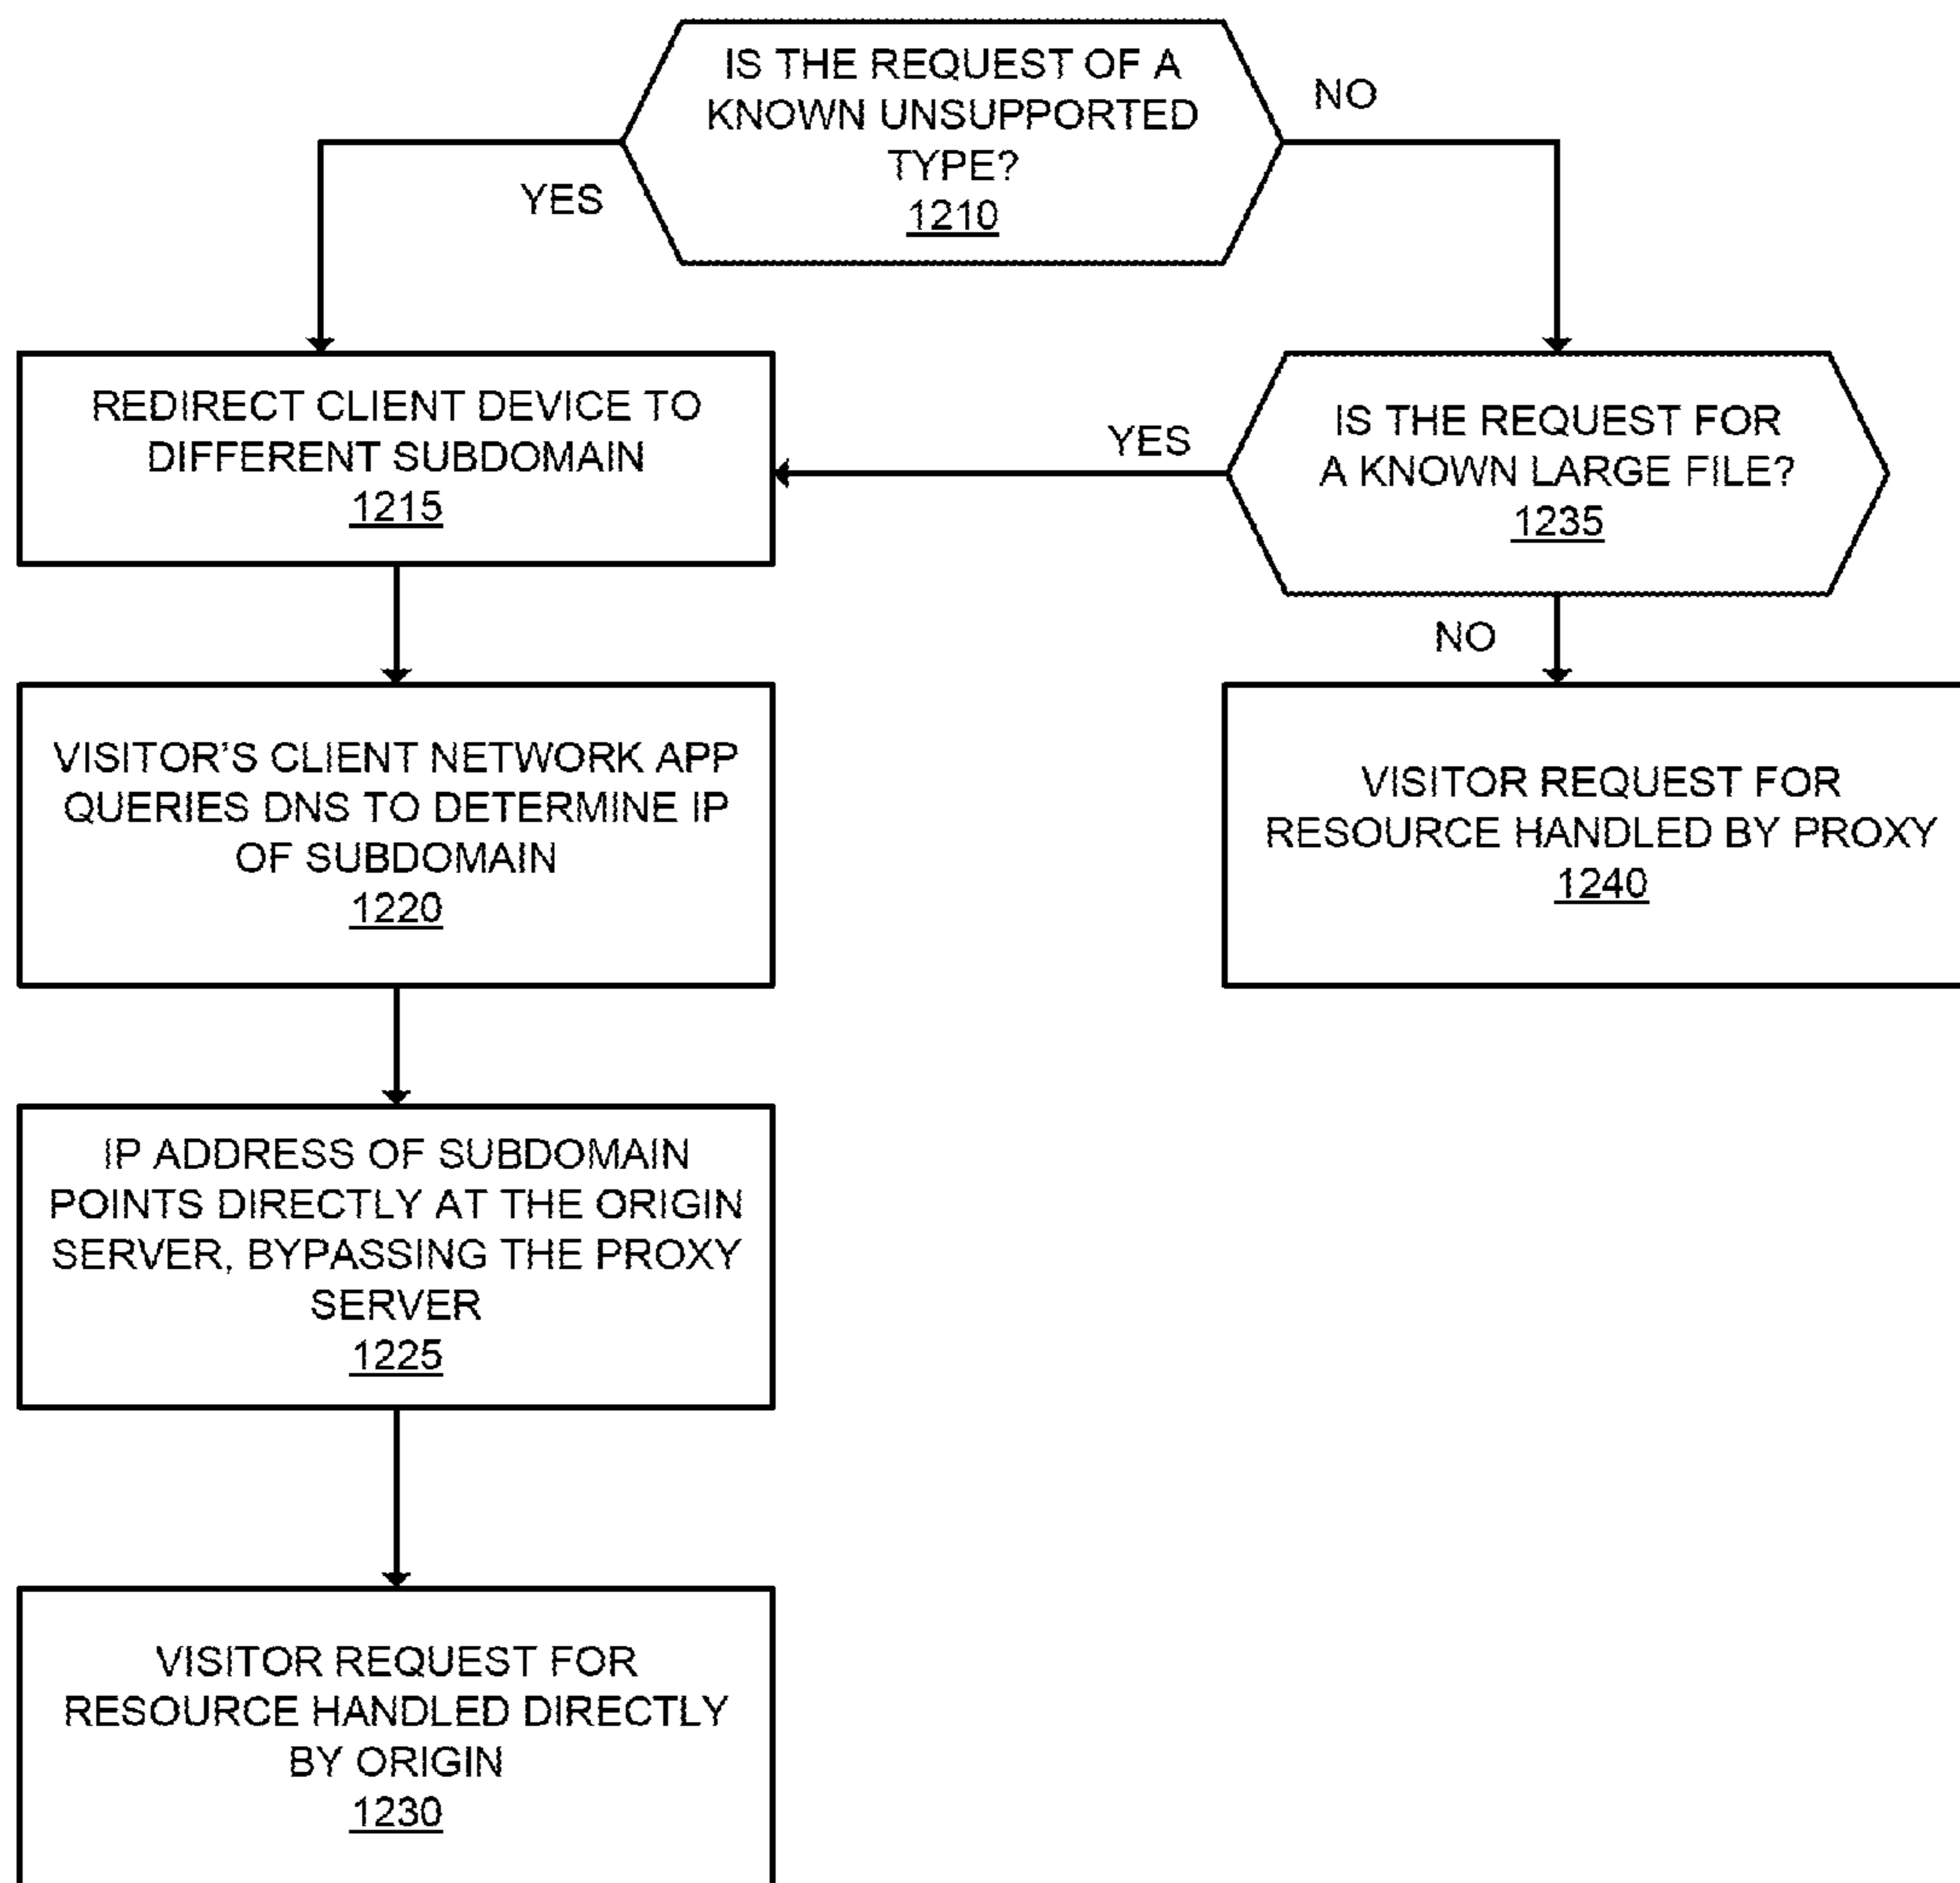 IS THE REQUEST OF A
KNOWN UNSUPPORTED
TYPE?
1210
NO
YES
REDIRECT CLIENT DEVICE TO
DIFFERENT SUBDOMAIN
1215
YES
IS THE REQUEST FOR
A KNOWN LARGE FILE?
1235
NO
VISITOR'S CLIENT NETWORK APP
QUERIES DNS TO DETERMINE IP
OF SUBDOMAIN
1220
VISITOR REQUEST FOR
RESOURCE HANDLED BY PROXY
1240
IP ADDRESS OF SUBDOMAIN
POINTS DIRECTLY AT THE ORIGIN
SERVER, BYPASSING THE PROXY
SERVER
1225
VISITOR REQUEST FOR
RESOURCE HANDLED DIRECTLY
BY ORIGIN
1230